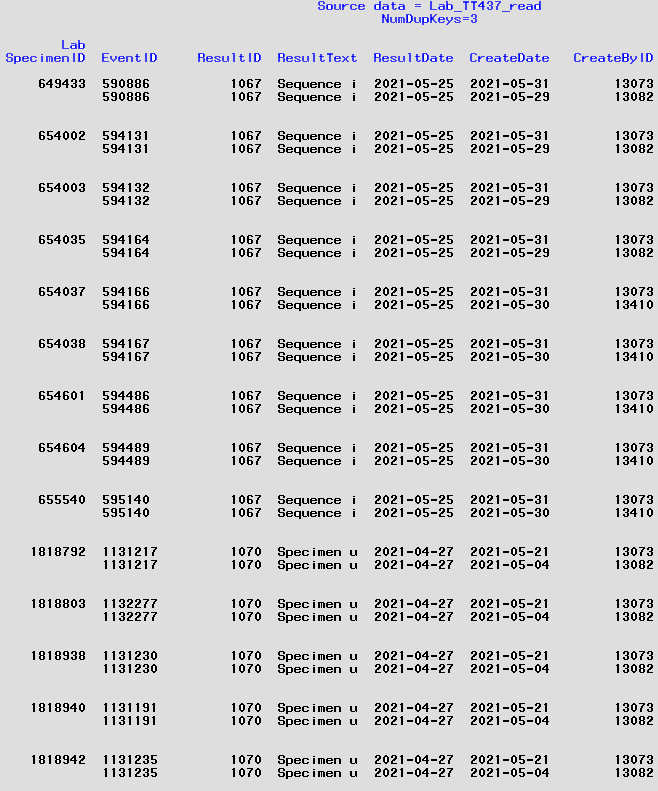 Source data = Lab_TT437_read
NumDupKeys=3
Lab
SpecimenID EventID ResultID ResultText ResultDate CreateDate CreateByID
649433 590886 1067 Sequence i 2021-05-25 2021-05-31 13073
590886 1067 Sequence i 2021-05-25 2021-05-29 13082
654002 594131 1067 Sequence i 2021-05-25 2021-05-31 13073
594131 1067 Sequence i 2021-05-25 2021-05-29 13082
654003 594132 1067 Sequence i 2021-05-25 2021-05-31 13073
594132 1067 Sequence i 2021-05-25 2021-05-29 13082
654035 594164 1067 Sequence i 2021-05-25 2021-05-31 13073
594164 1067 Sequence i 2021-05-25 2021-05-29 13082
654037 594166 1067 Sequence i 2021-05-25 2021-05-31 13073
594166 1067 Sequence i 2021-05-25 2021-05-30 13410
654038 594167 1067 Sequence i 2021-05-25 2021-05-31 13073
594167 1067 Sequence i 2021-05-25 2021-05-30 13410
654601 594486 1067 Sequence i 2021-05-25 2021-05-31 13073
594486 1067 Sequence i 2021-05-25 2021-05-30 13410
654604 594489 1067 Sequence i 2021-05-25 2021-05-31 13073
594489 1067 Sequence i 2021-05-25 2021-05-30 13410
655540 595140 1067 Sequence i 2021-05-25 2021-05-31 13073
595140 1067 Sequence i 2021-05-25 2021-05-30 13410
1818792 1131217 1070 Specimen u 2021-04-27 2021-05-21 13073
1131217 1070 Specimen u 2021-04-27 2021-05-04 13082
1818803 1132277 1070 Specimen u 2021-04-27 2021-05-21 13073
1132277 1070 Specimen u 2021-04-27 2021-05-04 13082
1818938 1131230 1070 Specimen u 2021-04-27 2021-05-21 13073
1131230 1070 Specimen u 2021-04-27 2021-05-04 13082
1818940 1131191 1070 Specimen u 2021-04-27 2021-05-21 13073
1131191 1070 Specimen u 2021-04-27 2021-05-04 13082
1818942 1131235 1070 Specimen u 2021-04-27 2021-05-21 13073
1131235 1070 Specimen u 2021-04-27 2021-05-04 13082